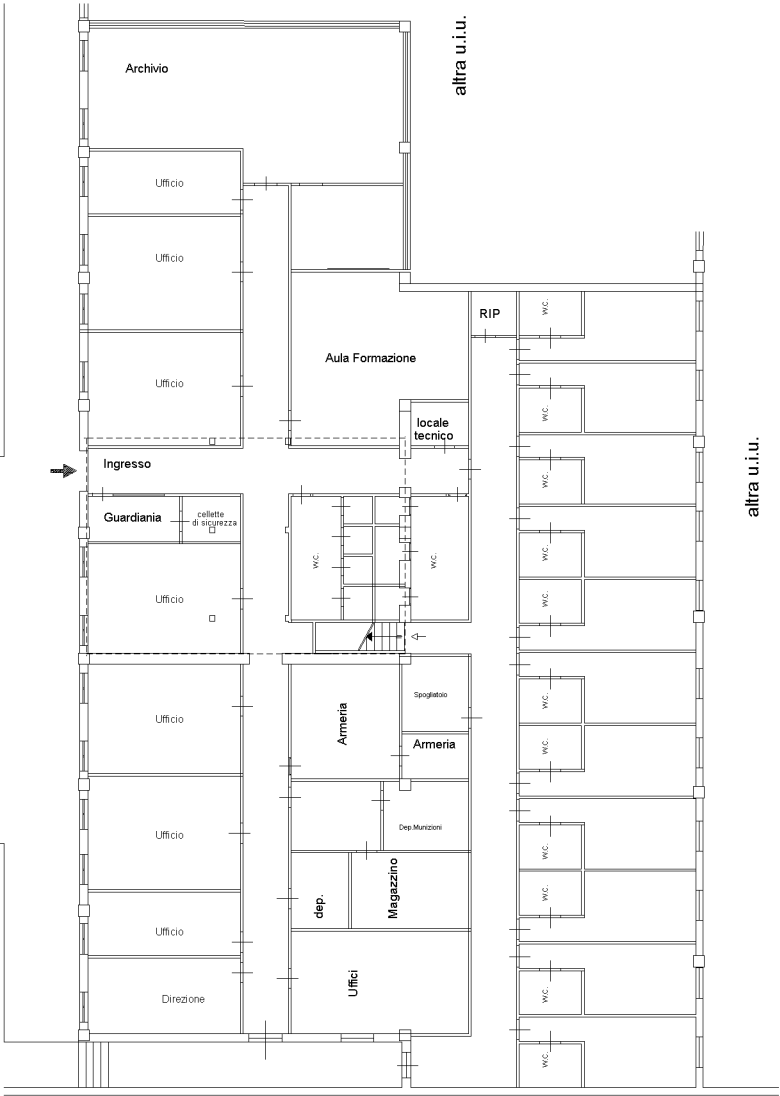 altra u.i.u.
Archivio
Ufficio
Ufficio
RIP
w.c.
Aula Formazione
Ufficio
w.c.
locale
tecnico
Ingresso
altra u.i.u.
w.c.
Guardiania
cellette
di sicurezza
w.c.
w.c.
w.c.
Ufficio
w.c.
Spogliatoio
w.c.
Ufficio
Armeria
Armeria
w.c.
Dep.Munizioni
Ufficio
w.c.
Magazzino
dep.
w.c.
Ufficio
Uffici
Direzione
w.c.
w.c.